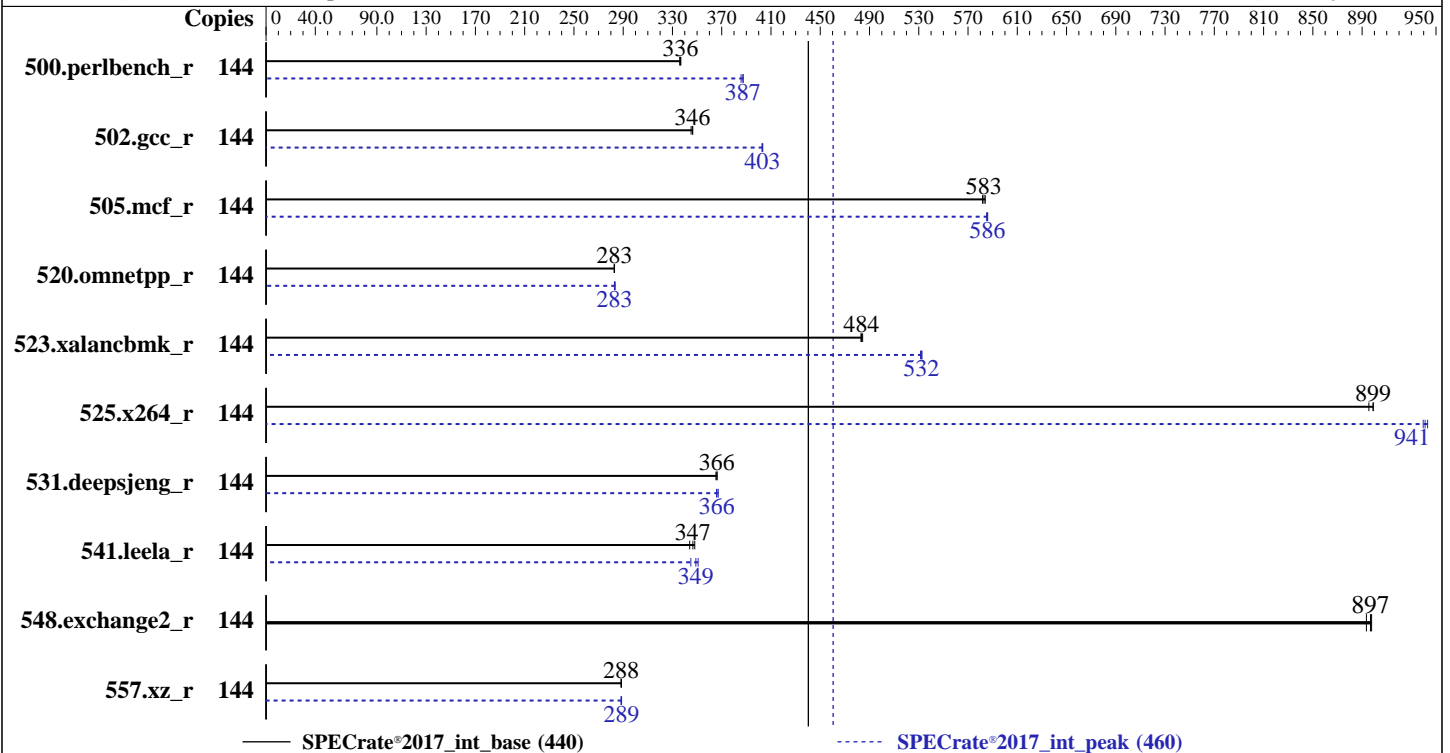 Copies 0 40.0 90.0 130 170 210 250 290 330 370 410 450 490 530 570 610 650 690 730 770 810 850 890 950
336
500.perlbench_r 144
387
346
502.gcc_r 144
403
583
505.mcf_r 144
586
283
520.omnetpp_r 144
283
484
523.xalancbmk_r 144
532
899
525.x264_r 144
941
366
531.deepsjeng_r 144
366
347
541.leela_r 144
349
897
548.exchange2_r 144
288
557.xz_r 144
289
SPECrate®2017_int_base (440) SPECrate®2017_int_peak (460)